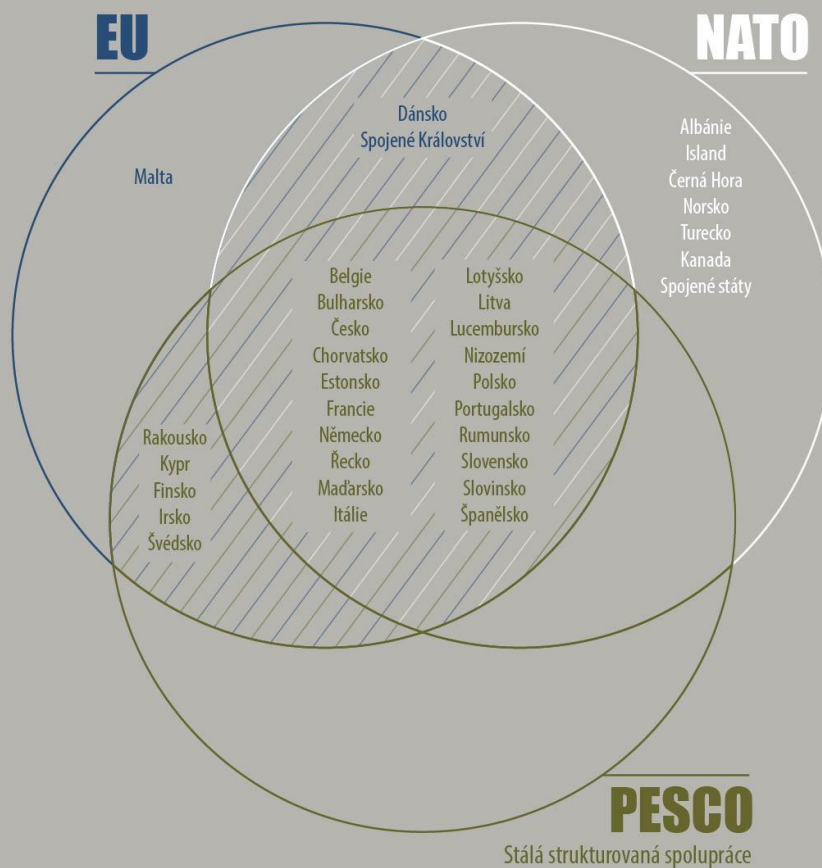 EU
NATO
Dánsko
Spojené Království
Malta
Albánie
Island
Černá Hora
Norsko
Turecko
Kanada
Spojené státy
Belgie
Bulharsko
Česko
Chorvatsko
Estonsko
Francie
Německo
Řecko
Maďarsko
Itálie
Lotyšsko
Litva
Lucembursko
Nizozemí
Polsko
Portugalsko
Rumunsko
Slovensko
Slovinsko
Španělsko
Rakousko
Kypr
Finsko
Irsko
Švédsko
PESCO
Stálá strukturovaná spolupráce